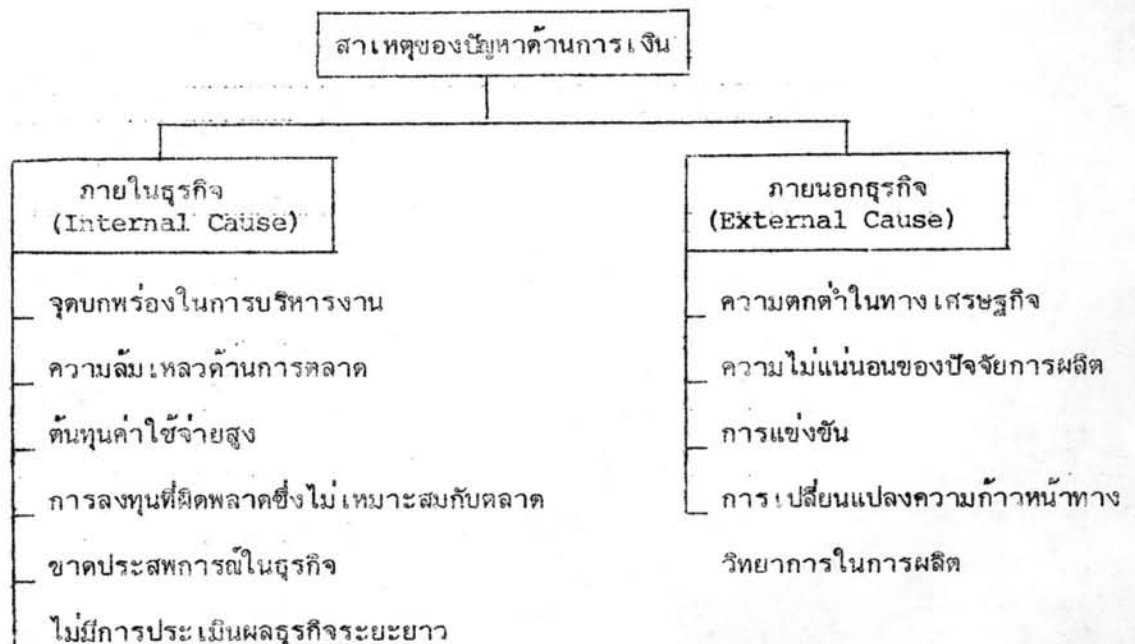 สาเหตุของปัญหาด้านการเงิน
ภายในธุรกิจ
(Internal Cause)
จุดบกพร่องในการบริหารงาน
ความล้มเหลวด้านการตลาด
ต้นทุนค่าใช้จ่ายสูง
การลงทุนที่ผิดพลาดซึ่งไม่เหมาะสมกับตลาด
ขาดประสพการณ์ในธุรกิจ
ไม่มีการประเมินผลธุรกิจระยะยาว
ภายนอกธุรกิจ
(External Cause)
ความตกต่ำในทางเศรษฐกิจ
ความไม่แน่นอนของปัจจัยการผลิต
การแข่งขัน
การเปลี่ยนแปลงความก้าวหน้าทาง
วิทยาการในการผลิต